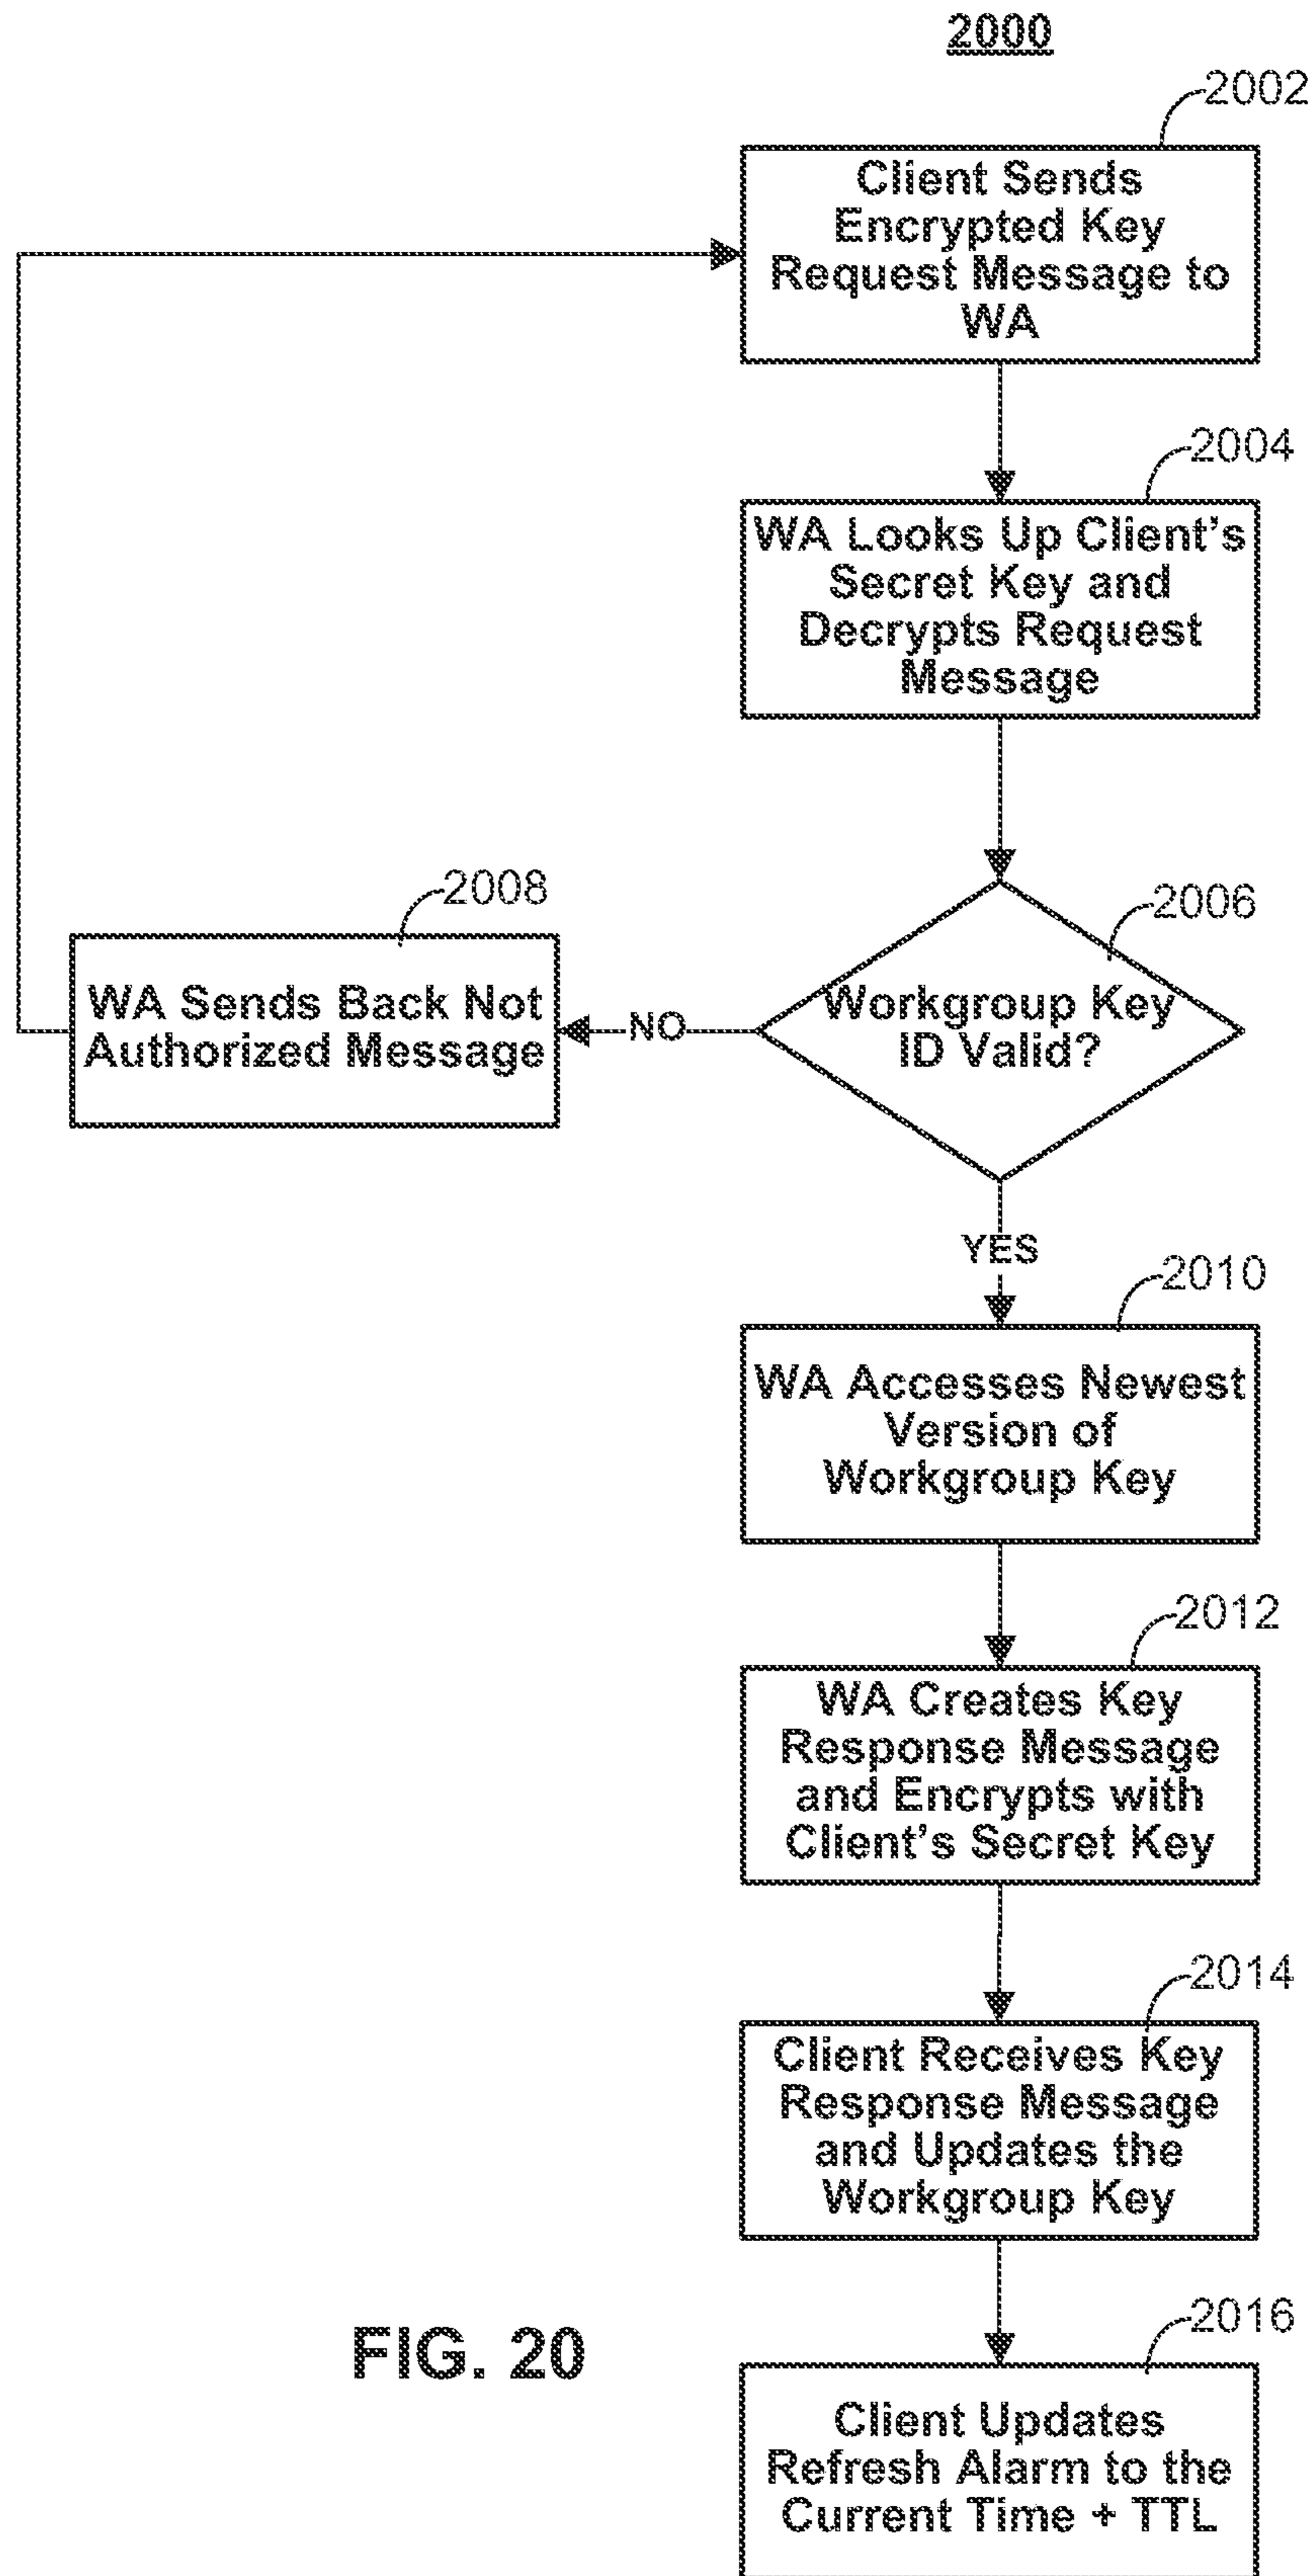 2000
2002
Client Sends
Encrypted Key
Request Message to
WA
2004
WA Looks Up Client's
Secret Key and
Decrypts Request
Message
2006
Workgroup Key
ID Valid?
NO
2008
WA Sends Back Not
Authorized Message
YES
2010
WA Accesses Newest
Version of
Workgroup Key
2012
WA Creates Key
Response Message
and Encrypts with
Client's Secret Key
2014
Client Receives Key
Response Message
and Updates the
Workgroup Key
2016
Client Updates
Refresh Alarm to the
Current Time + TTL
FIG. 20